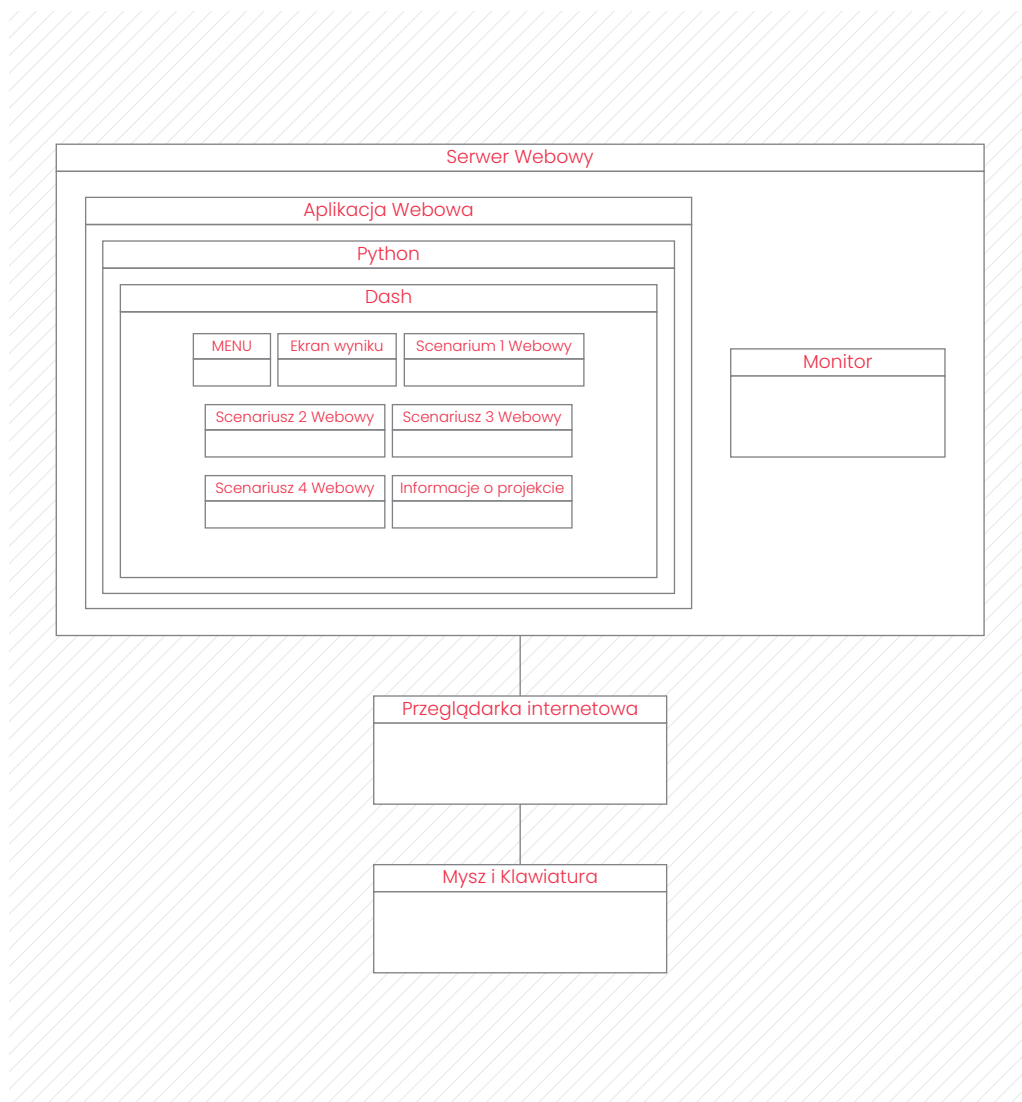 Serwer Webowy
Aplikacja Webowa
Python
Dash
MENU
Ekran wyniku
Scenarium 1 Webowy
Scenariusz 2 Webowy
Scenariusz 3 Webowy
Scenariusz 4 Webowy
Informacje o projekcie
Monitor
Przeglądarka internetowa
Mysz i Klawiatura